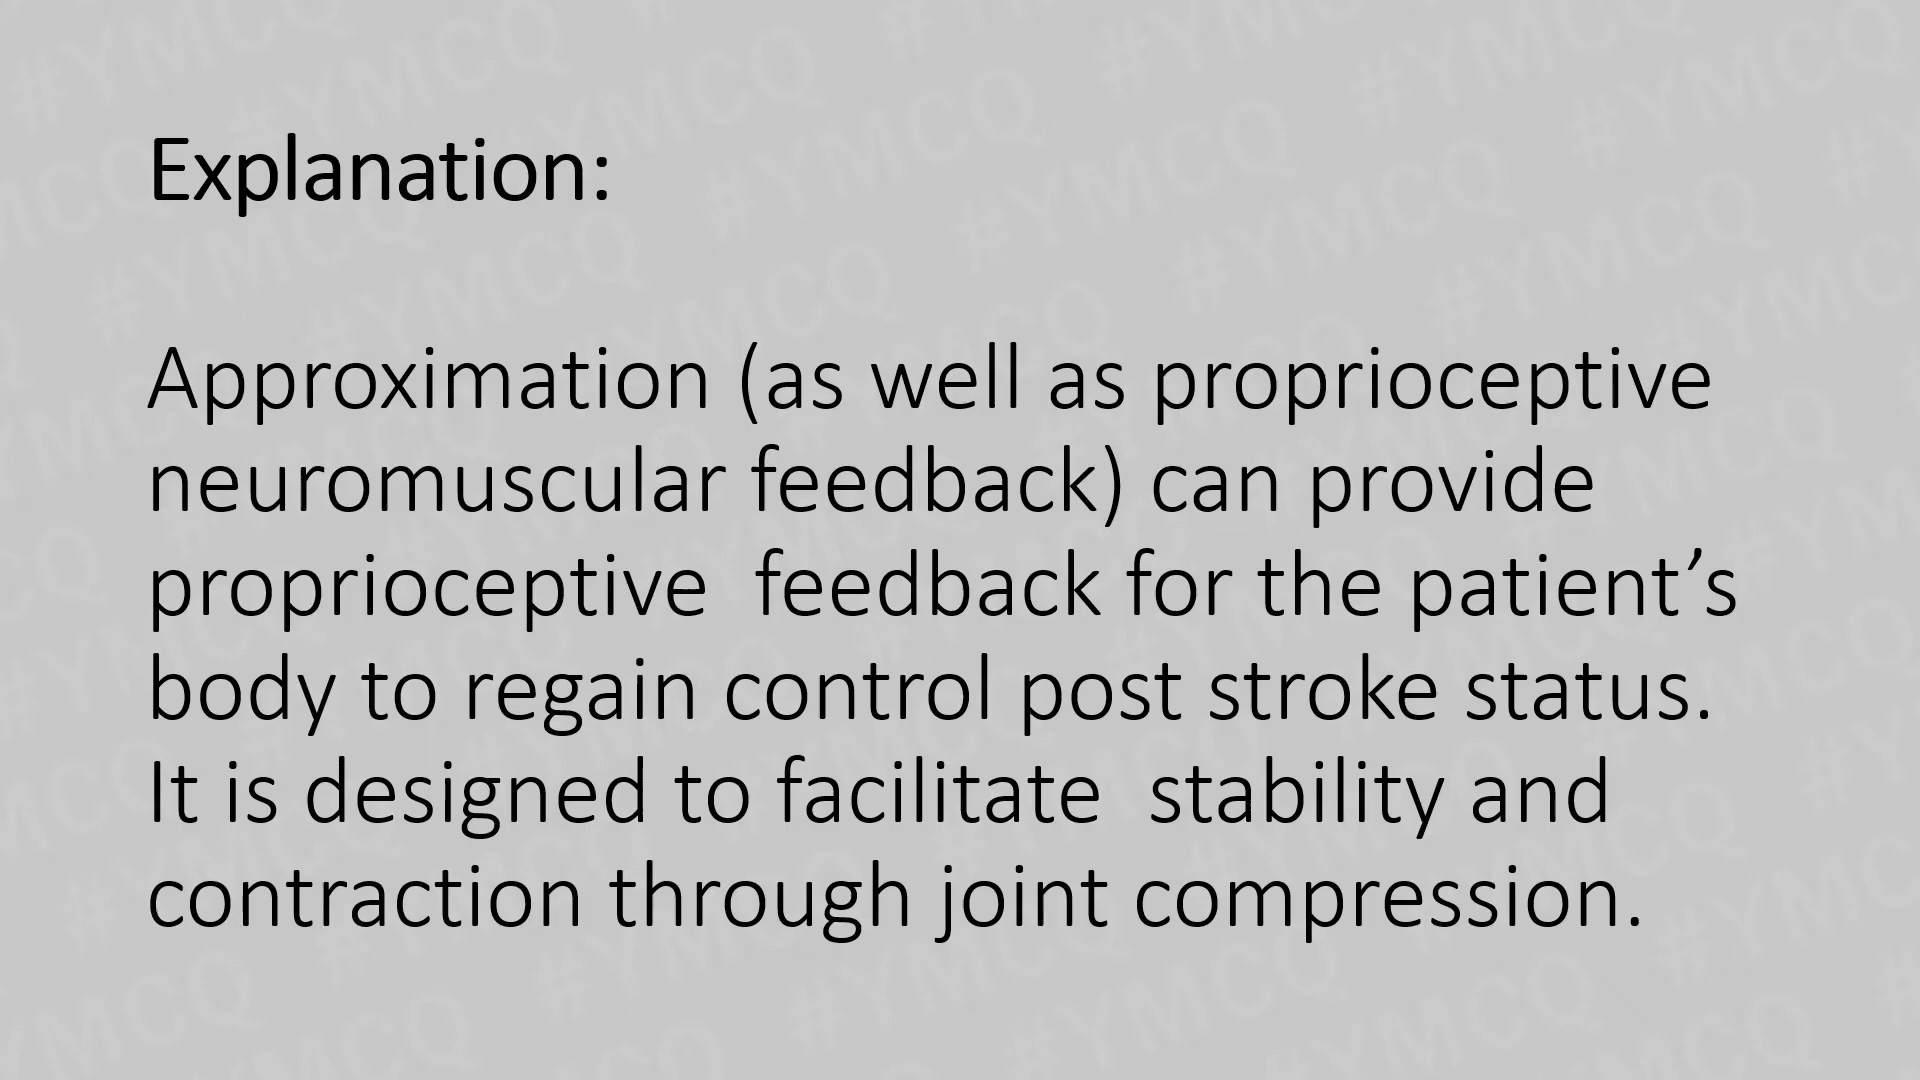 Explanation:
Approximation (as well as proprioceptive
neuromuscular feedback) can provide
proprioceptive  feedback for the patient’s
body to regain control post stroke status.
It is designed to facilitate  stability and
contraction through joint compression.
#YMCQ